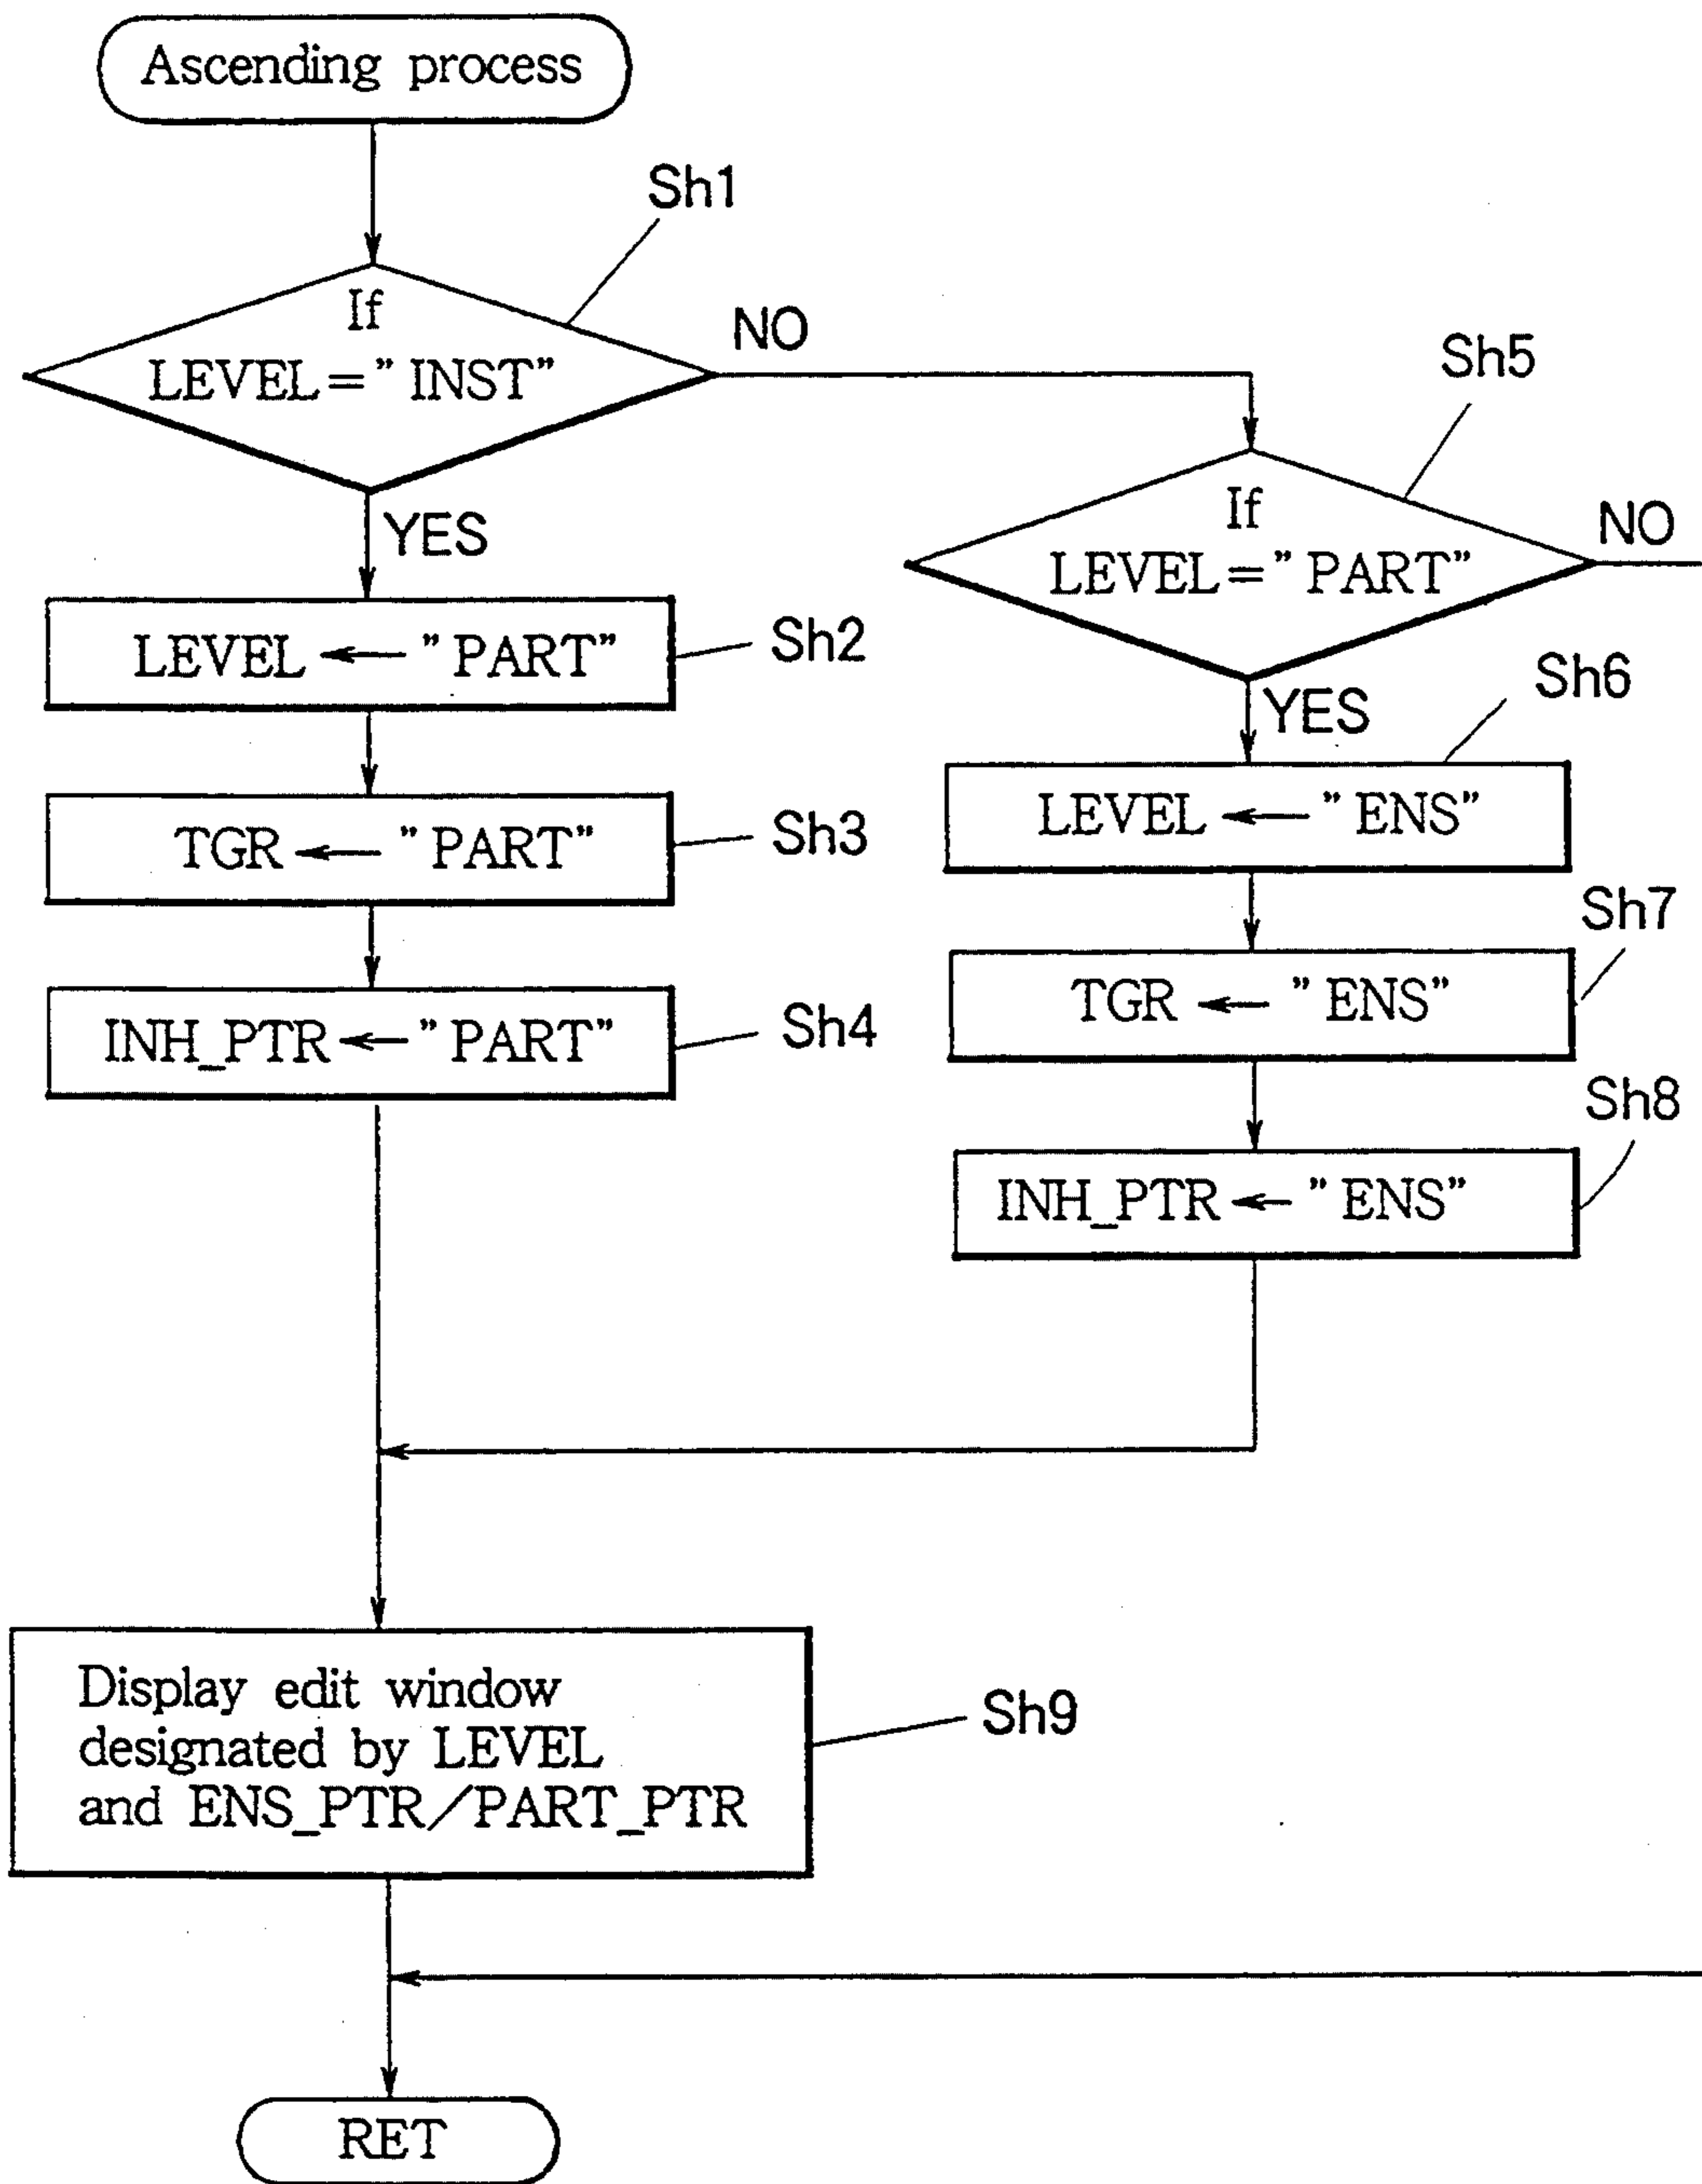 Ascending process
Sh1
If
LEVEL=”INST”
NO
YES
Sh5
If
LEVEL=”PART”
NO
YES
LEVEL ← ”PART”
Sh2
TGR ← ”PART”
Sh3
INH_PTR ← ”PART”
Sh4
Sh6
LEVEL ← ”ENS”
Sh7
TGR ← ”ENS”
Sh8
INH_PTR ← ”ENS”
Display edit window
designated by LEVEL
and ENS_PTR/PART_PTR
Sh9
RET